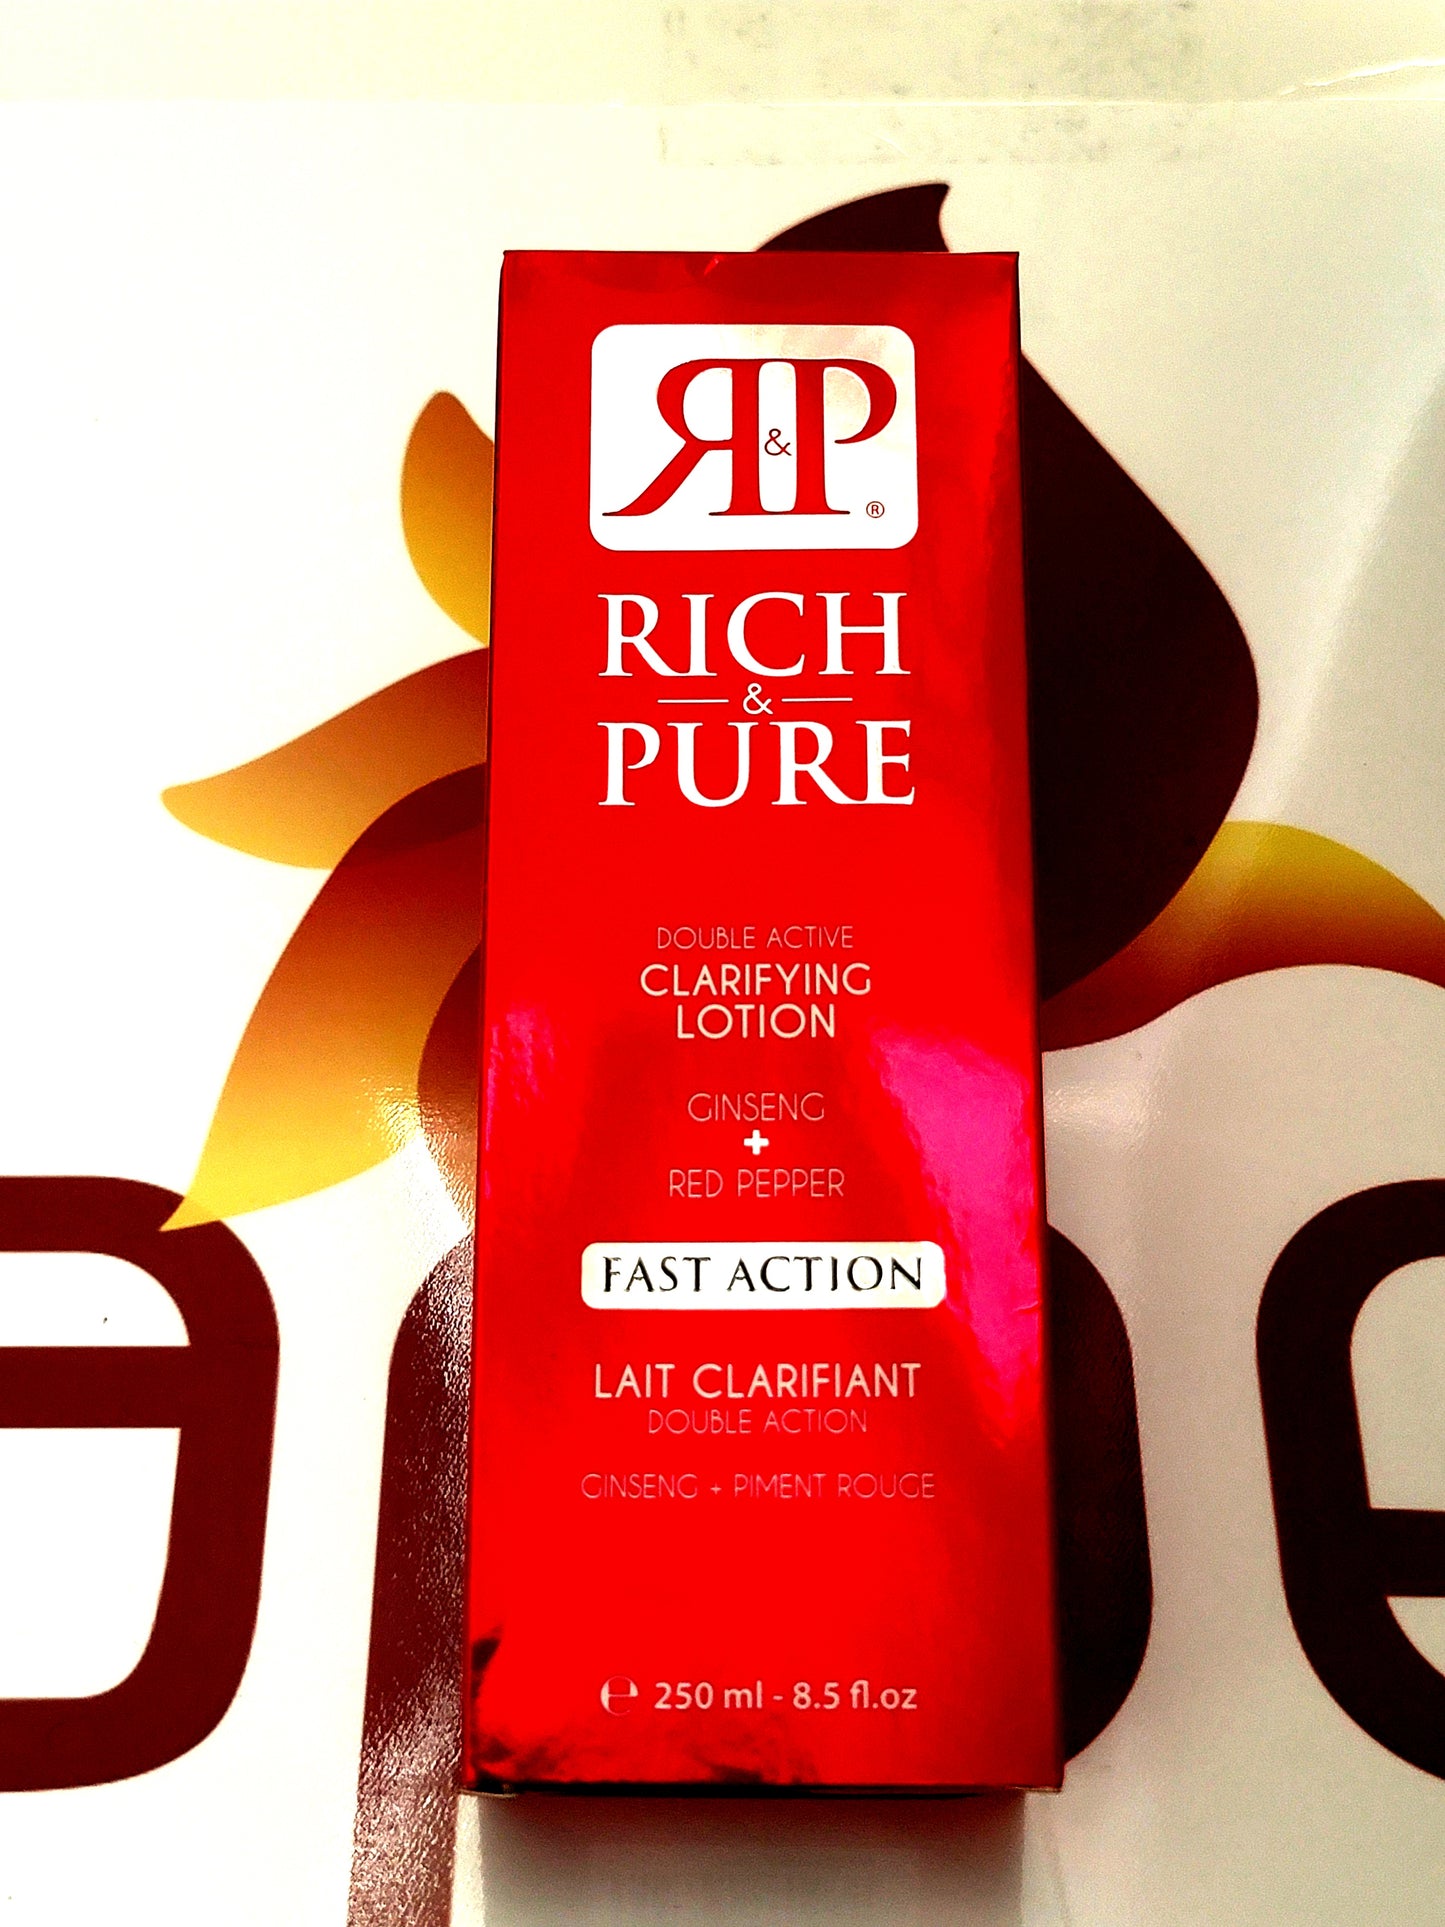 R&P®
RICH
&
PURE
DOUBLE ACTIVE
CLARIFYING
LOTION
GINSENG
+
RED PEPPER
FAST ACTION
LAIT CLARIFIANT
DOUBLE ACTION
GINSENG + PIMENT ROUGE
℮ 250 ml - 8.5 fl.oz